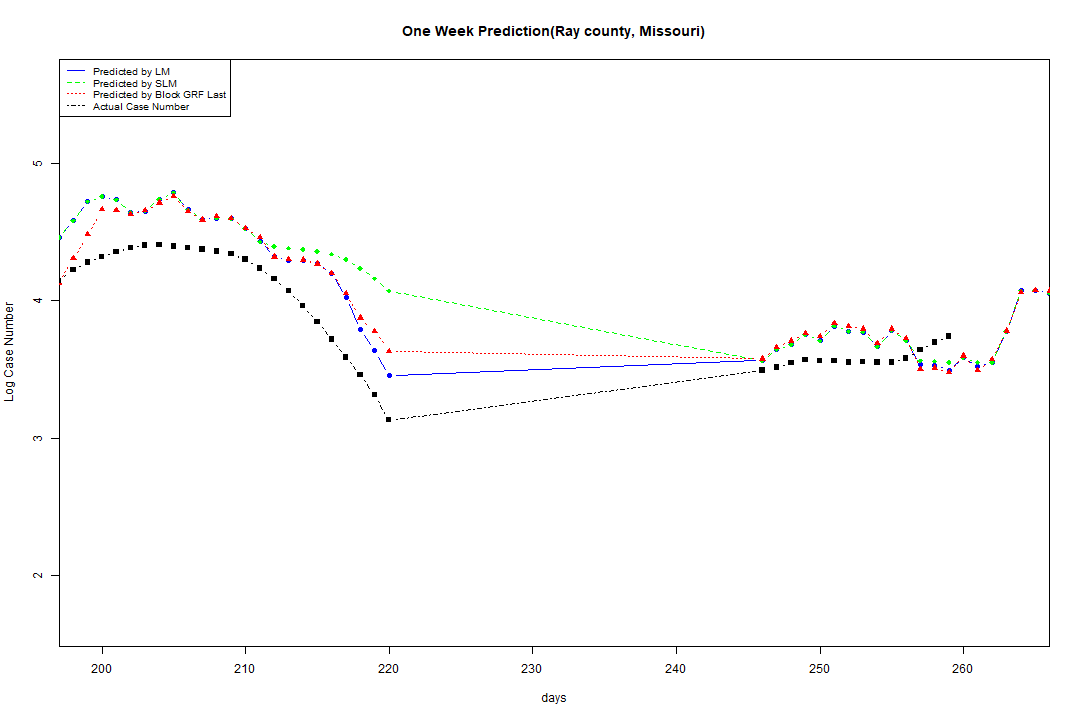 One Week Prediction(Ray county, Missouri)
Predicted by LM
Predicted by SLM
Predicted by Block GRF Last
Actual Case Number
5
4
3
2
Log Case Number
200 210 220 230 240 250 260
days